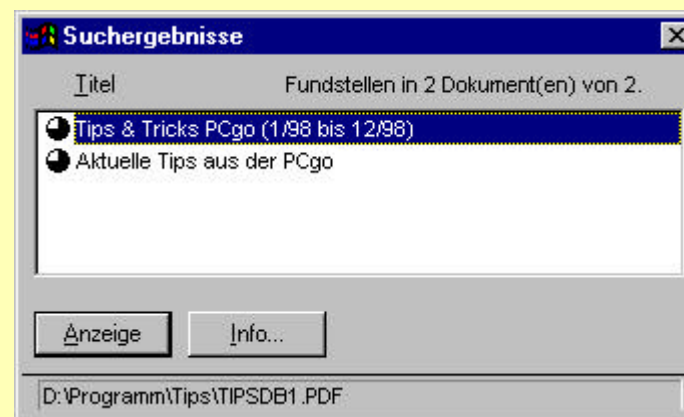 Suchergebnisse
Titel Fundstellen in 2 Dokument(en) von 2.
Tips & Tricks PCgo (1/98 bis 12/98)
Aktuelle Tips aus der PCgo
Anzeige Info...
D:\Programm\Tips\TIPSDB1.PDF